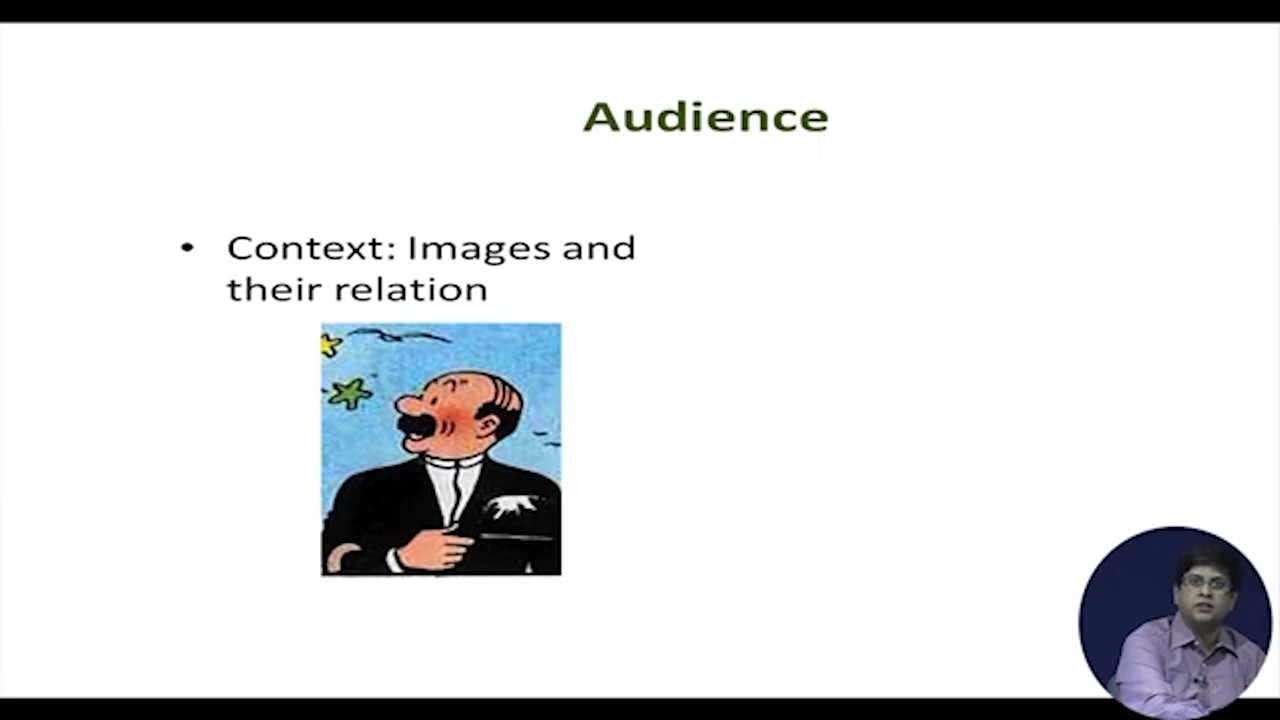 Audience
• Context: Images and
their relation